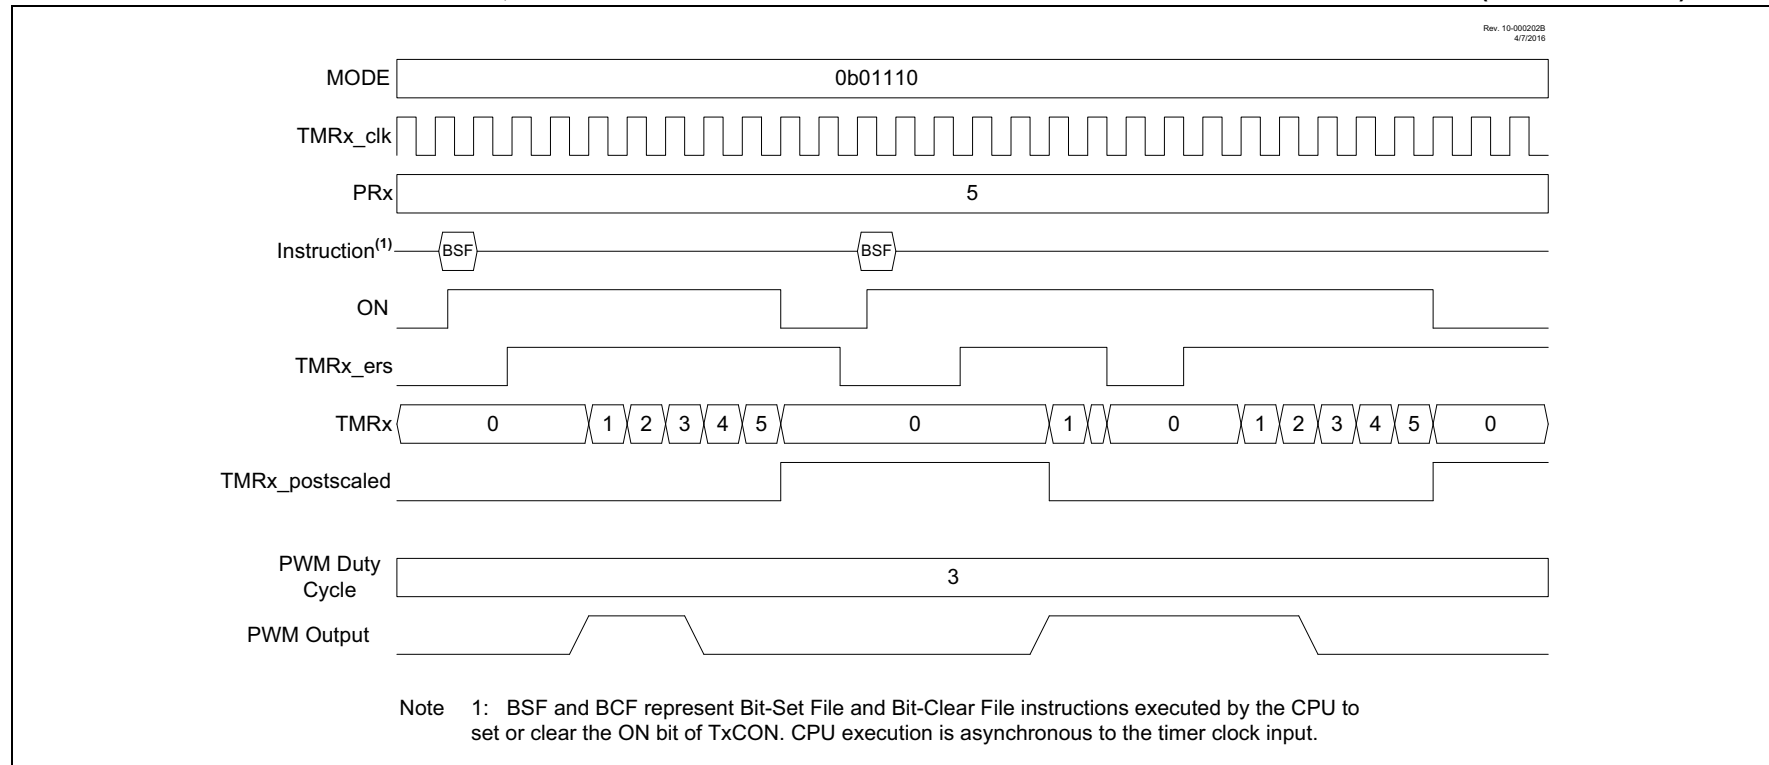 Rev. 10-000202B
4/7/2016
MODE 0b01110
TMRx_clk
PRx 5
Instruction(1) BSF BSF
ON
TMRx_ers
TMRx 0 1 2 3 4 5 0 1 0 1 2 3 4 5 0
TMRx_postscaled
PWM Duty
Cycle
3
PWM Output
Note 1: BSF and BCF represent Bit-Set File and Bit-Clear File instructions executed by the CPU to
set or clear the ON bit of TxCON. CPU execution is asynchronous to the timer clock input.